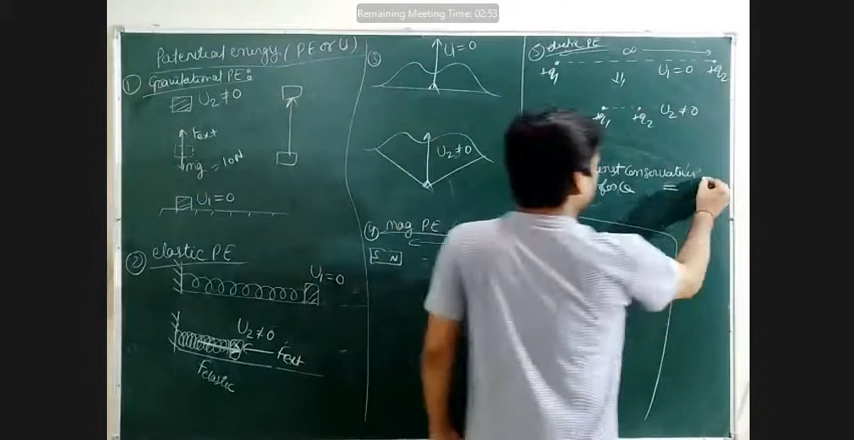 Remaining Meeting Time: 02:53
Potential energy (PE or U)
① Gravitational PE:
U₂≠0
Fext
mg = 10N
U₁=0
② elastic PE
U₁=0
U₂≠0
Fext
Felastic
③
U₁=0
U₂≠0
④ mag PE
S N
⑤ electric PE
∞
+q₁ U₁=0 +q₂
+q₁ +q₂ U₂≠0
Conservative
force =